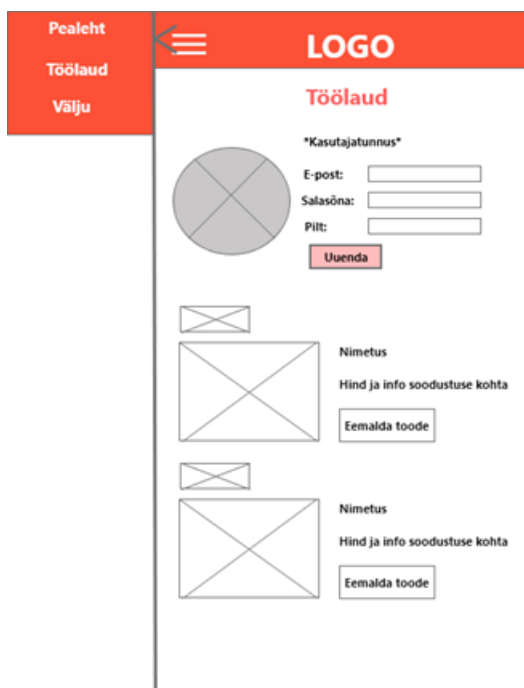 Pealeht
Töölaud
Välju
LOGO
Töölaud
*Kasutajatunnus*
E-post:
Salasõna:
Pilt:
Uuenda
Nimetus
Hind ja info soodustuse kohta
Eemalda toode
Nimetus
Hind ja info soodustuse kohta
Eemalda toode